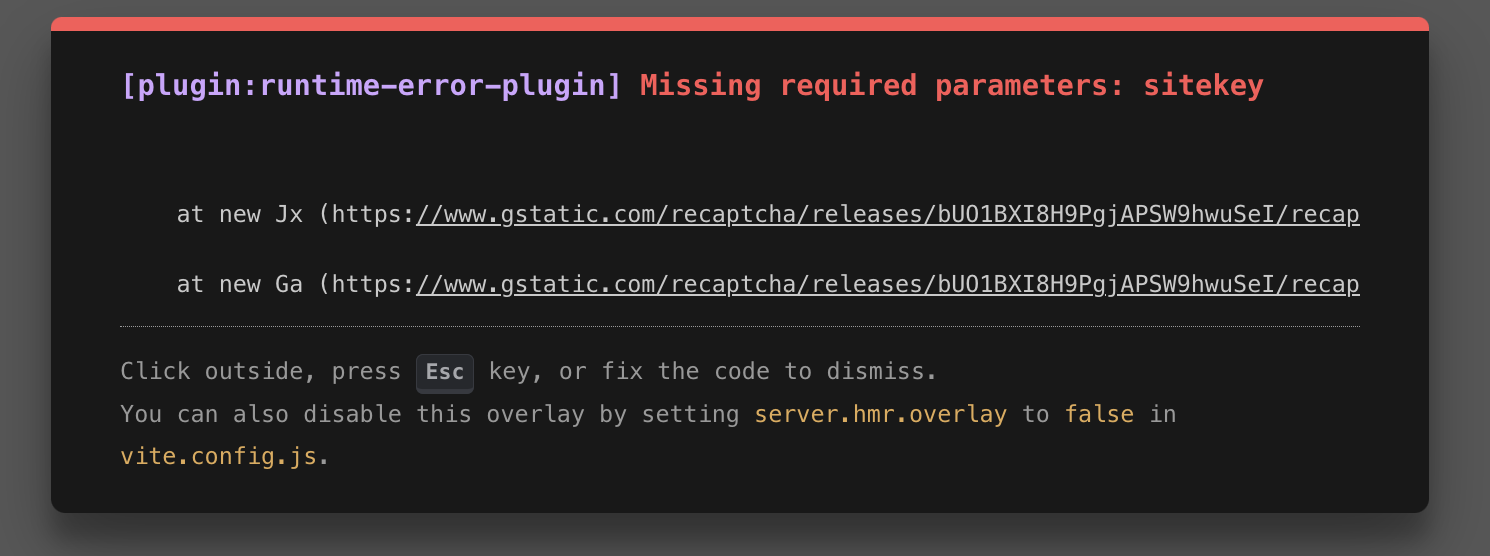 [plugin:runtime-error-plugin] Missing required parameters: sitekey
at new Jx (https://www.gstatic.com/recaptcha/releases/bUO1BXI8H9PgjAPSW9hwuSeI/recap
at new Ga (https://www.gstatic.com/recaptcha/releases/bUO1BXI8H9PgjAPSW9hwuSeI/recap
Click outside, press Esc key, or fix the code to dismiss.
You can also disable this overlay by setting server.hmr.overlay to false in
vite.config.js.